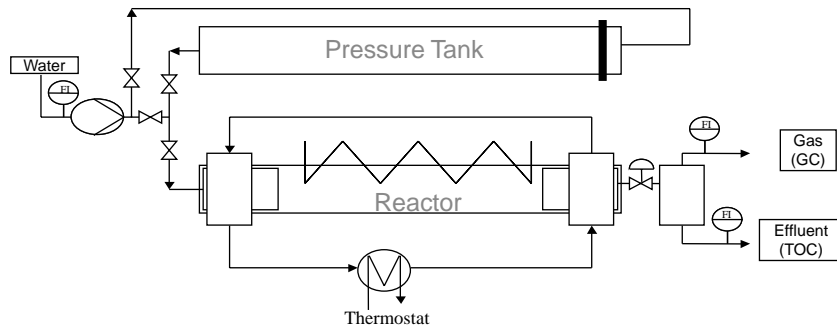 Pressure Tank
Water
FI
FI
Gas
(GC)
Reactor
FI
Effluent
(TOC)
Thermostat